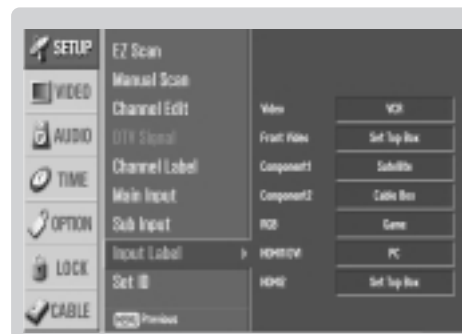 SETUP
VIDEO
AUDIO
TIME
OPTION
LOCK
CABLE
EZ Scan
Manual Scan
Channel Edit
DTV Signal
Channel Label
Main Input
Sub Input
Input Label
Set ID
MENU Previous
Video VCR
Front Video Set Top Box
Component1 Satellite
Component2 Cable Box
RGB Game
HDMI1/DVI PC
HDMI2 Set Top Box